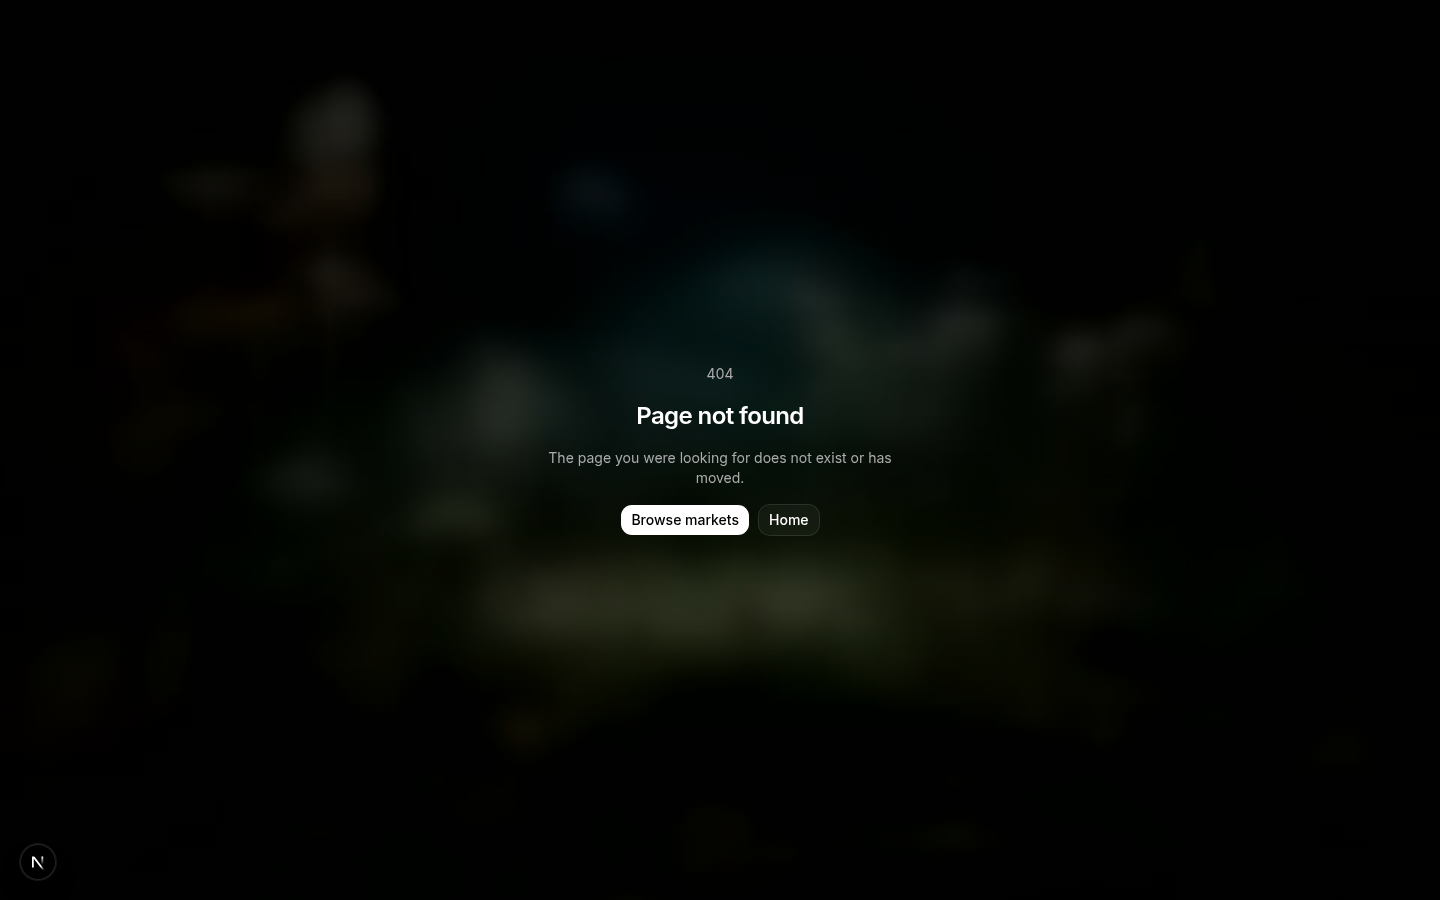 404
Page not found
The page you were looking for does not exist or has
moved.
Browse markets
Home
N